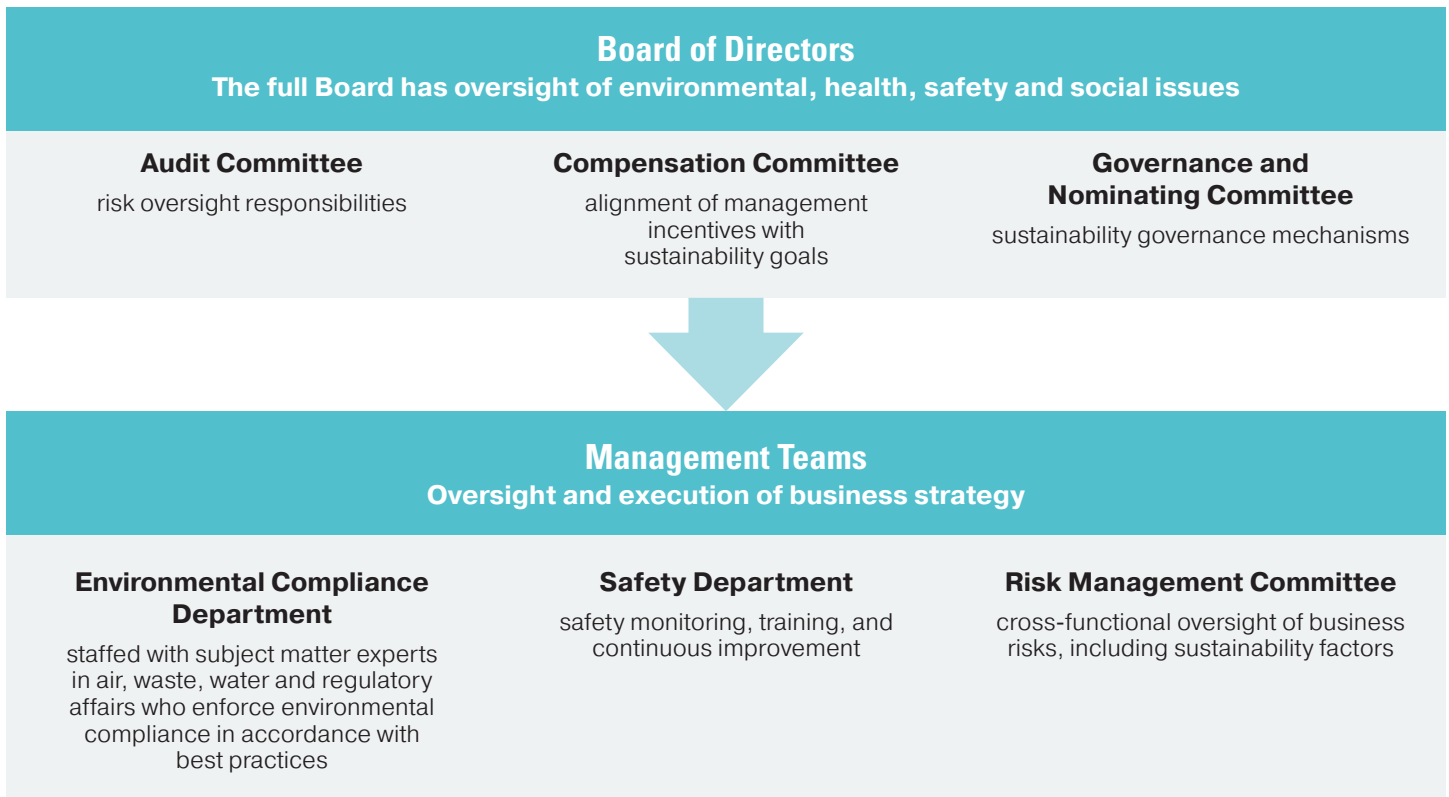 Board of Directors
The full Board has oversight of environmental, health, safety and social issues
Audit Committee
risk oversight responsibilities
Compensation Committee
alignment of management
incentives with
sustainability goals
Governance and
Nominating Committee
sustainability governance mechanisms
Management Teams
Oversight and execution of business strategy
Environmental Compliance
Department
staffed with subject matter experts
in air, waste, water and regulatory
affairs who enforce environmental
compliance in accordance with
best practices
Safety Department
safety monitoring, training, and
continuous improvement
Risk Management Committee
cross-functional oversight of business
risks, including sustainability factors